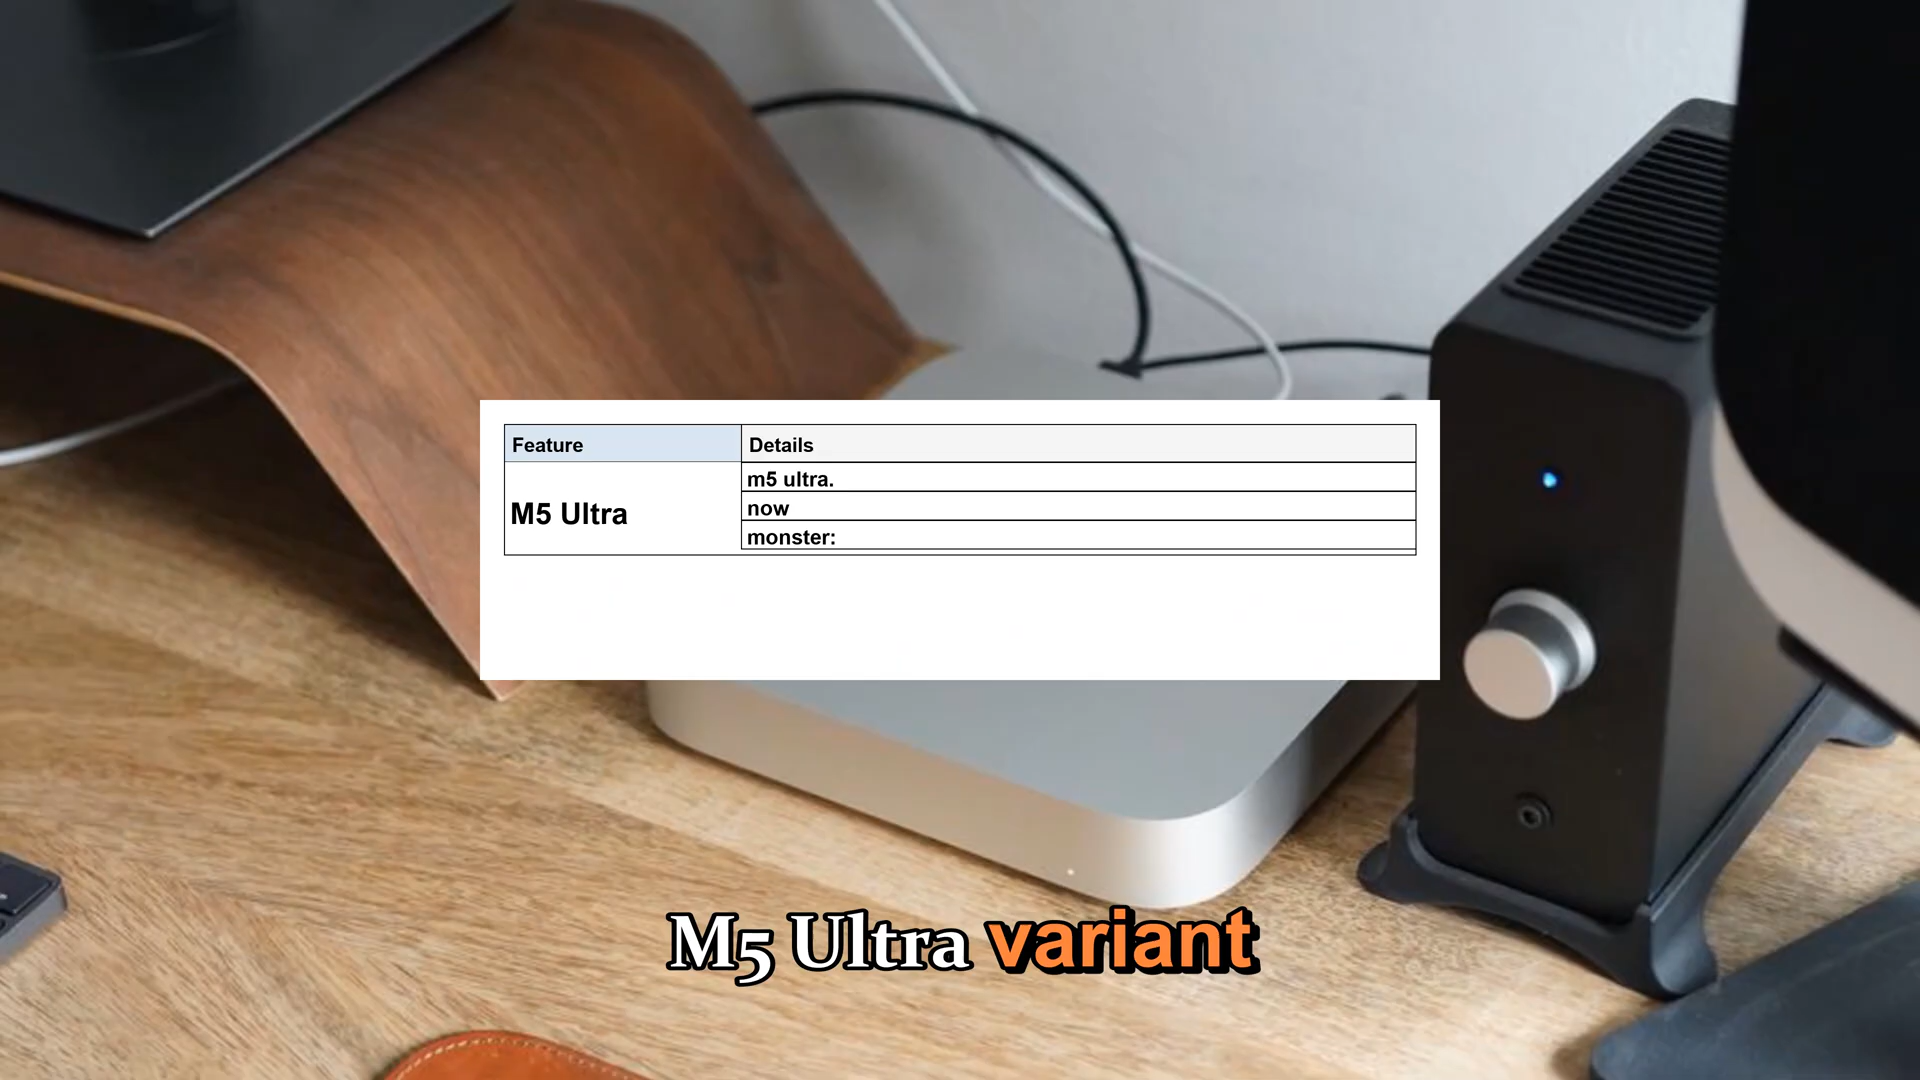 Feature Details
M5 Ultra
m5 ultra.
now
monster:
M5 Ultra variant